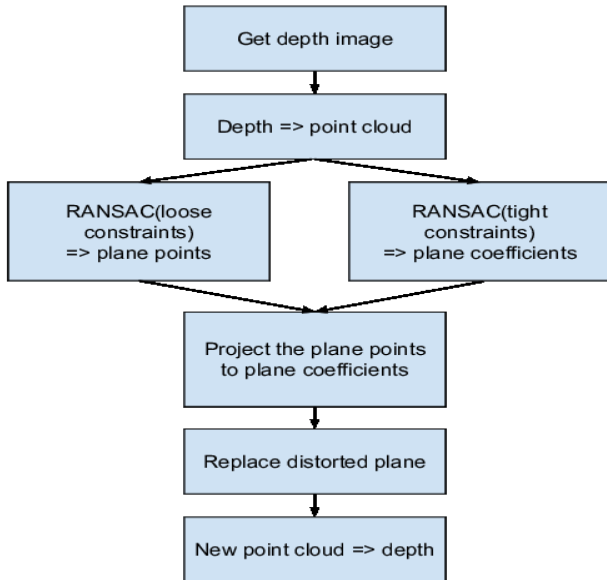 Get depth image
Depth => point cloud
RANSAC(loose
constraints)
=> plane points
RANSAC(tight
constraints)
=> plane coefficients
Project the plane points
to plane coefficients
Replace distorted plane
New point cloud => depth